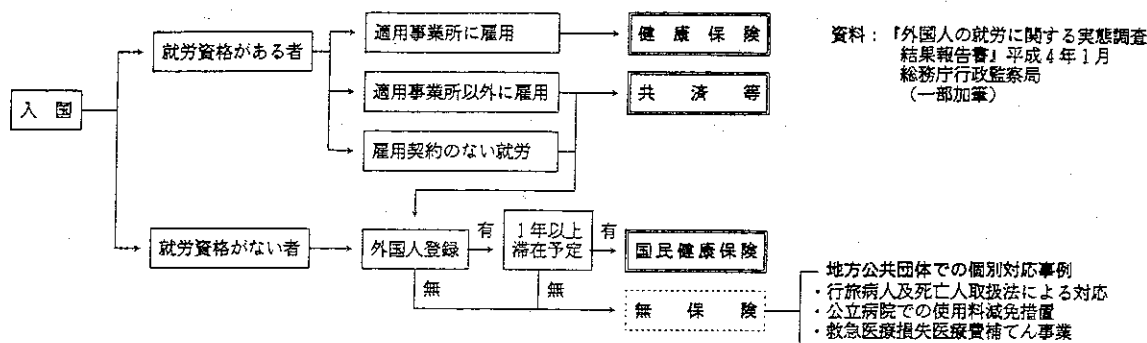 入 国
就労資格がある者
適用事業所に雇用
健 康 保 険
適用事業所以外に雇用
共 済 等
雇用契約のない就労
資料：『外国人の就労に関する実態調査
結果報告書』平成４年１月
総務庁行政監察局
（一部加筆）
就労資格がない者
外国人登録
有
１年以上
滞在予定
有
国民健康保険
無
無
無 保 険
地方公共団体での個別対応事例
・行旅病人及死亡人取扱法による対応
・公立病院での使用料減免措置
・救急医療損失医療費補てん事業